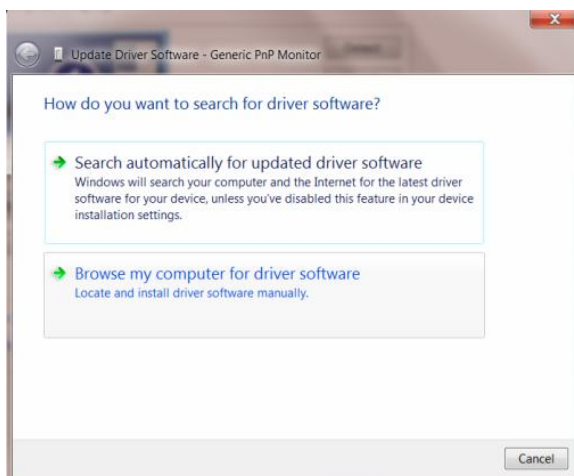 Update Driver Software - Generic PnP Monitor
How do you want to search for driver software?
Search automatically for updated driver software
Windows will search your computer and the Internet for the latest driver
software for your device, unless you've disabled this feature in your device
installation settings.
Browse my computer for driver software
Locate and install driver software manually.
Cancel